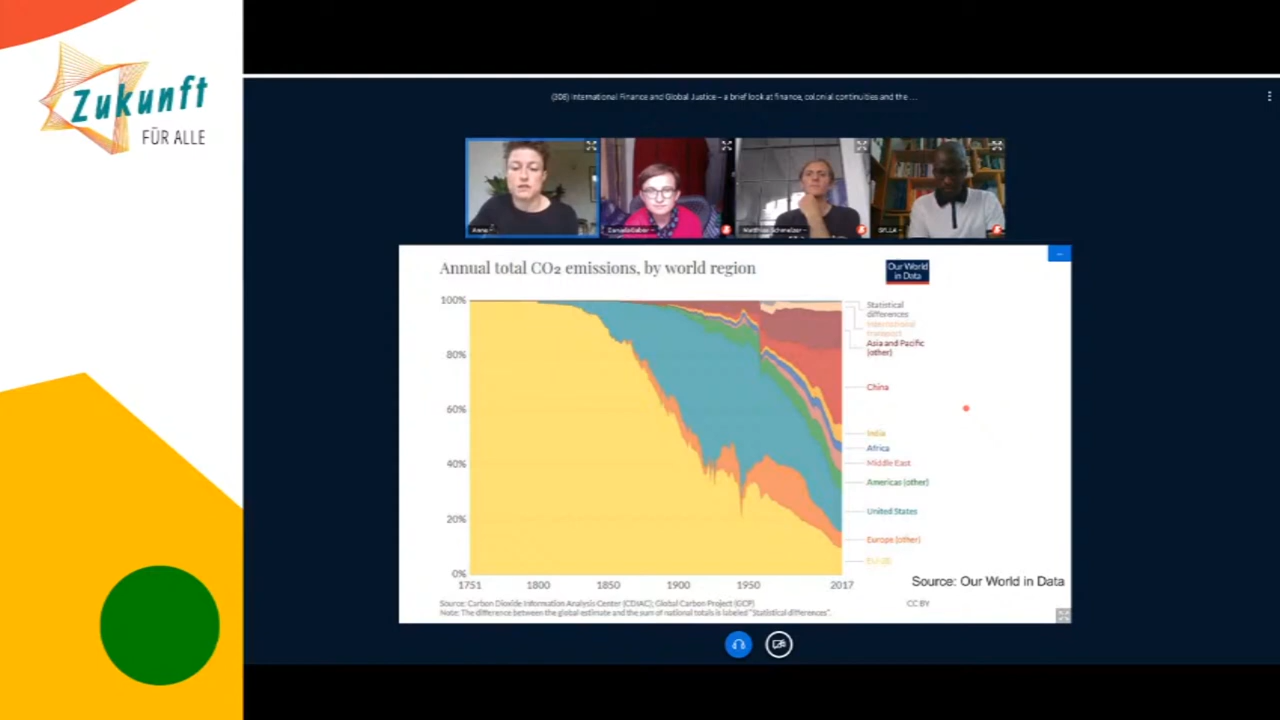 Zukunft
FÜR ALLE
(306) International Finance and Global Justice – a brief look at finance, colonial continuities and the ...
Anne
Matthias Schmelzer
SYLLA
Annual total CO₂ emissions, by world region
Our World
in Data
100%
80%
60%
40%
20%
0%
1751
1800
1850
1900
1950
2017
Statistical
differences
International
transport
Asia and Pacific
(other)
China
India
Africa
Middle East
Americas (other)
United States
Europe (other)
EU-28
Source: Our World in Data
Source: Carbon Dioxide Information Analysis Center (CDIAC); Global Carbon Project (GCP)
CC BY
Note: The difference between the global estimate and the sum of national totals is labeled "Statistical differences".